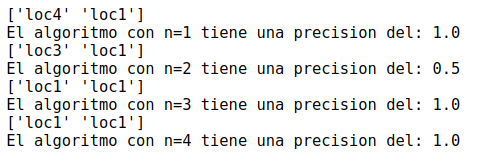 ['loc4' 'loc1']
El algoritmo con n=1 tiene una precision del: 1.0
['loc3' 'loc1']
El algoritmo con n=2 tiene una precision del: 0.5
['loc1' 'loc1']
El algoritmo con n=3 tiene una precision del: 1.0
['loc1' 'loc1']
El algoritmo con n=4 tiene una precision del: 1.0